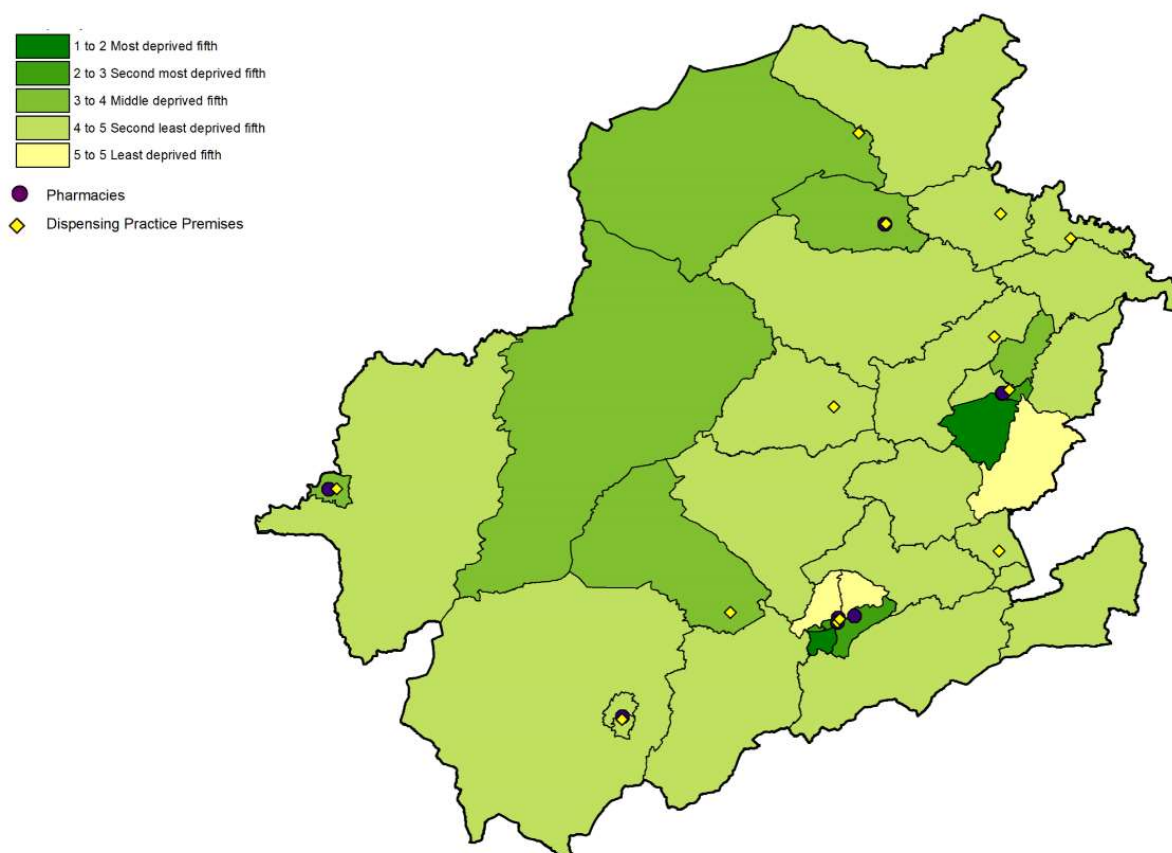 1 to 2 Most deprived fifth
2 to 3 Second most deprived fifth
3 to 4 Middle deprived fifth
4 to 5 Second least deprived fifth
5 to 5 Least deprived fifth
Pharmacies
Dispensing Practice Premises